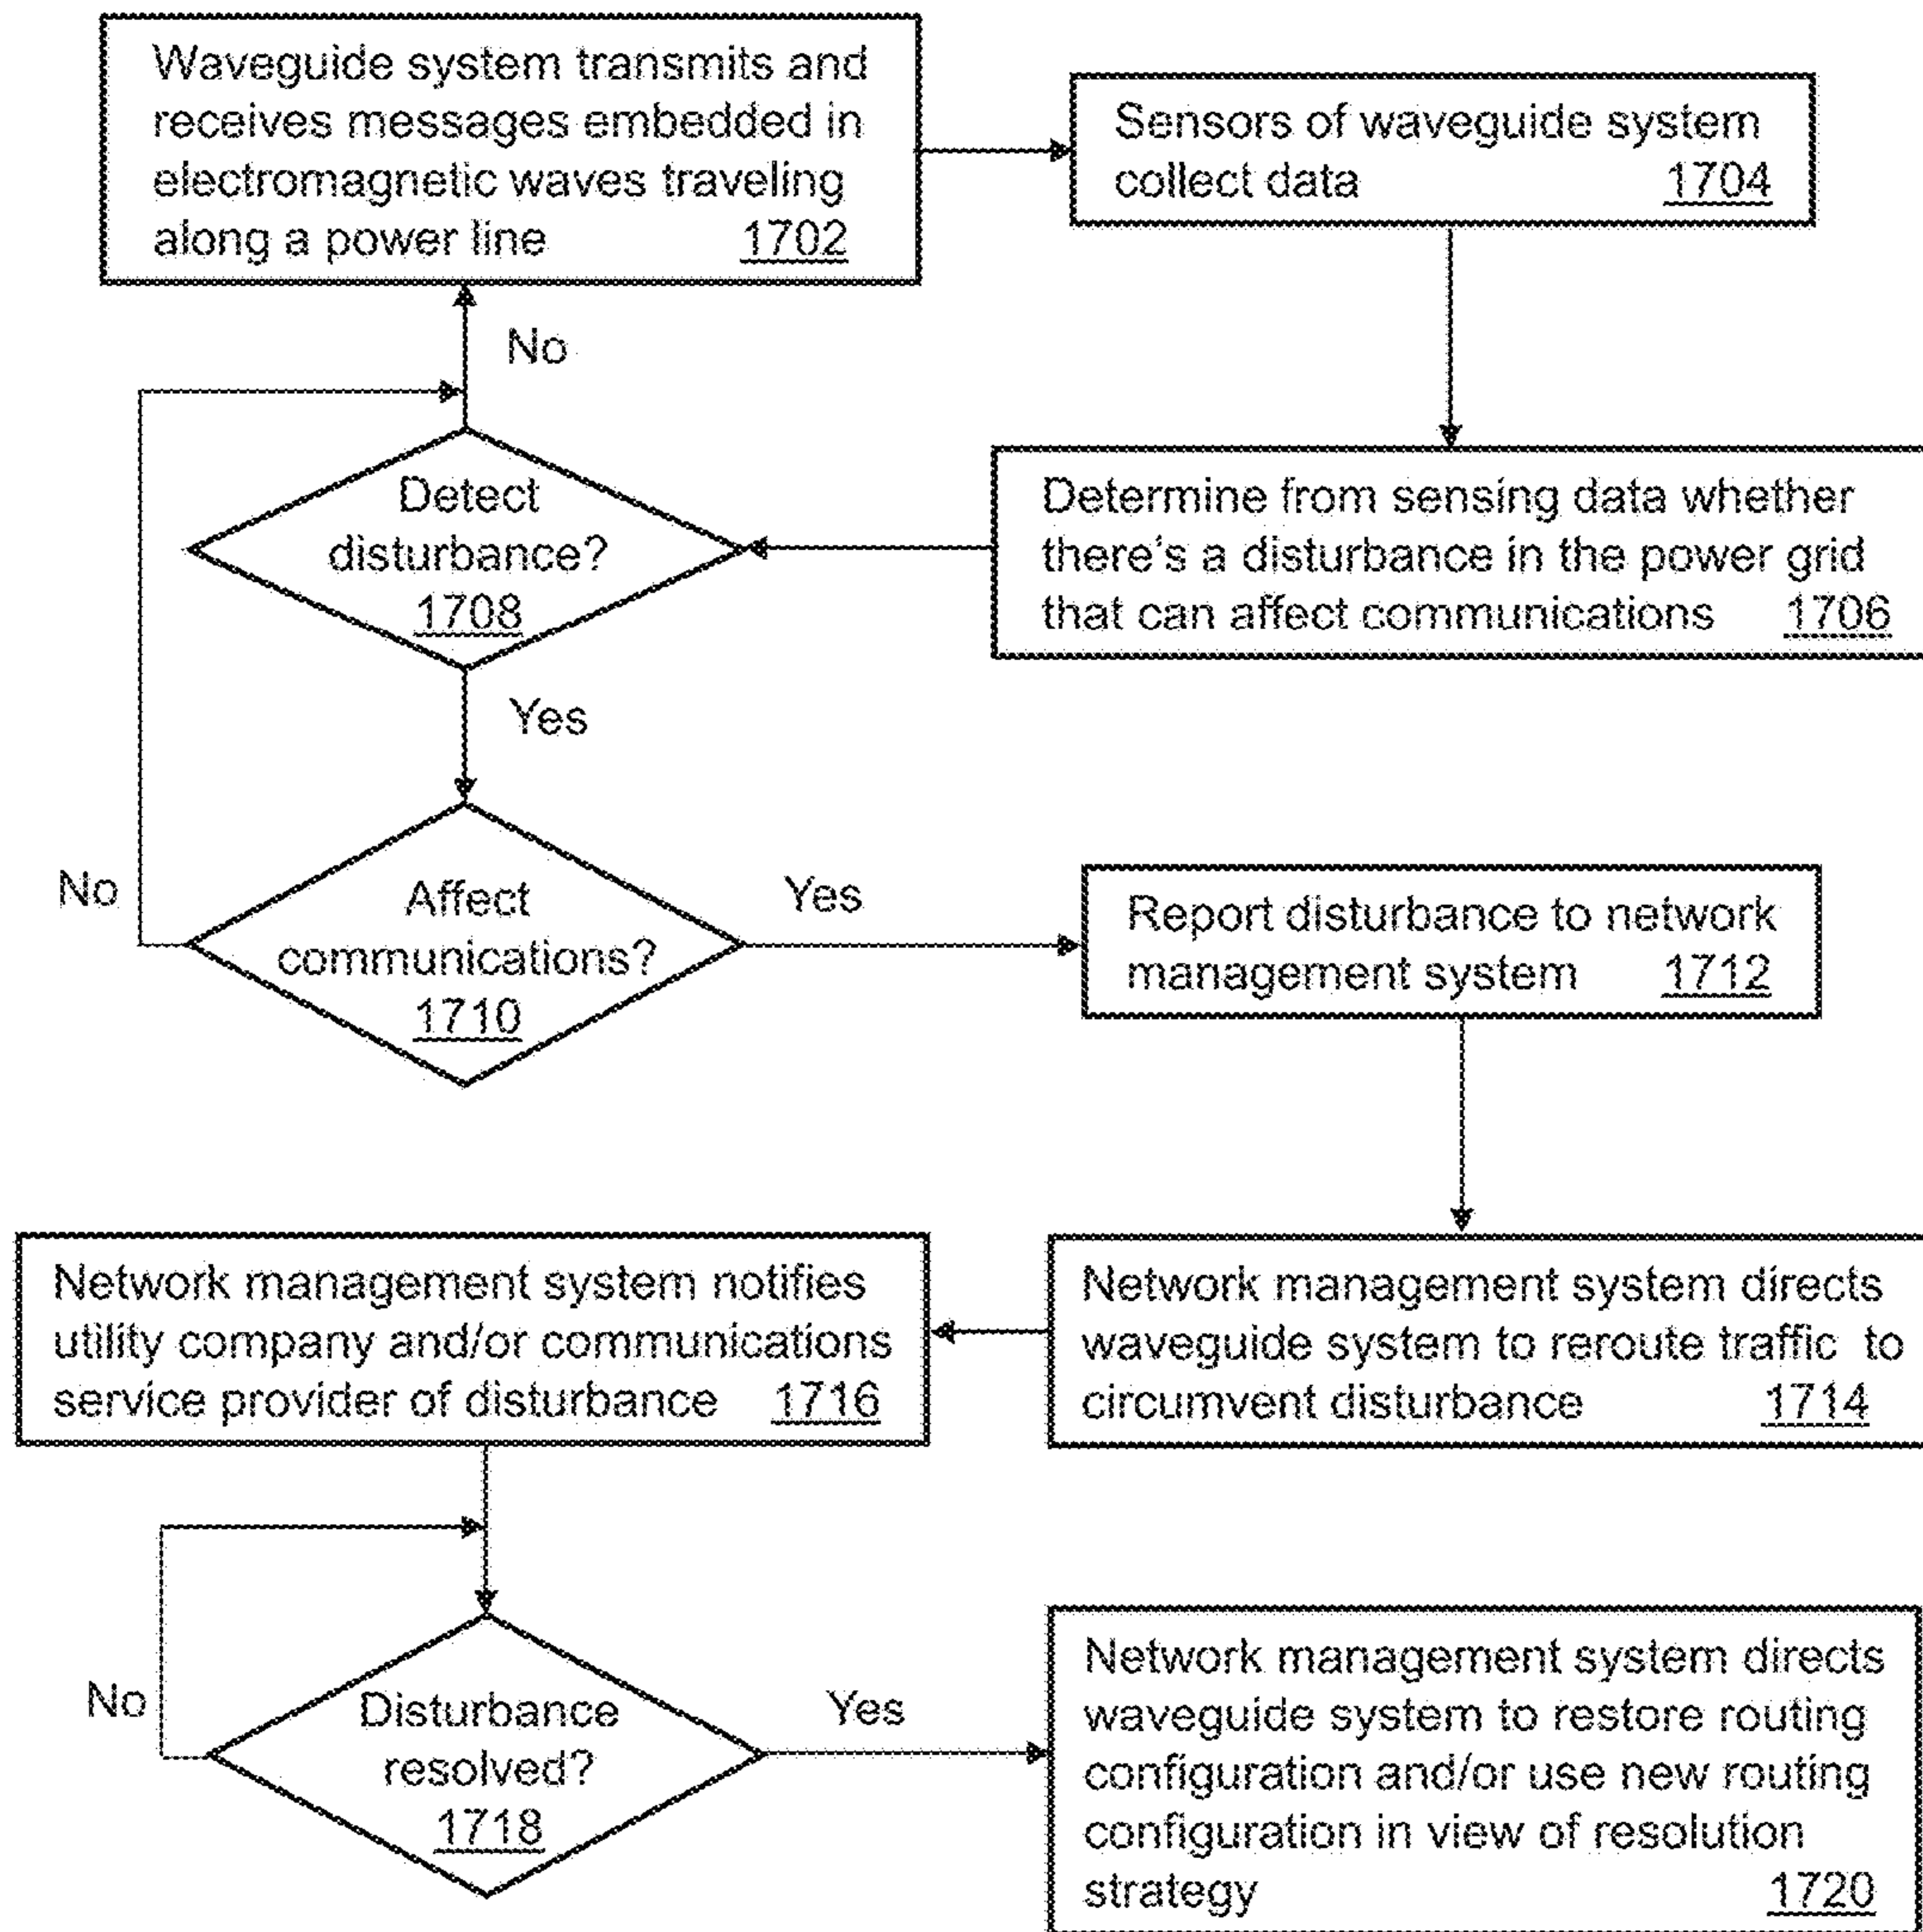 Waveguide system transmits and
receives messages embedded in
electromagnetic waves traveling
along a power line 1702
Sensors of waveguide system
collect data 1704
No
Detect
disturbance?
1708
Determine from sensing data whether
there's a disturbance in the power grid
that can affect communications 1706
Yes
No
Affect
communications?
1710
Yes
Report disturbance to network
management system 1712
Network management system notifies
utility company and/or communications
service provider of disturbance 1716
Network management system directs
waveguide system to reroute traffic to
circumvent disturbance 1714
No
Disturbance
resolved?
1718
Yes
Network management system directs
waveguide system to restore routing
configuration and/or use new routing
configuration in view of resolution
strategy 1720